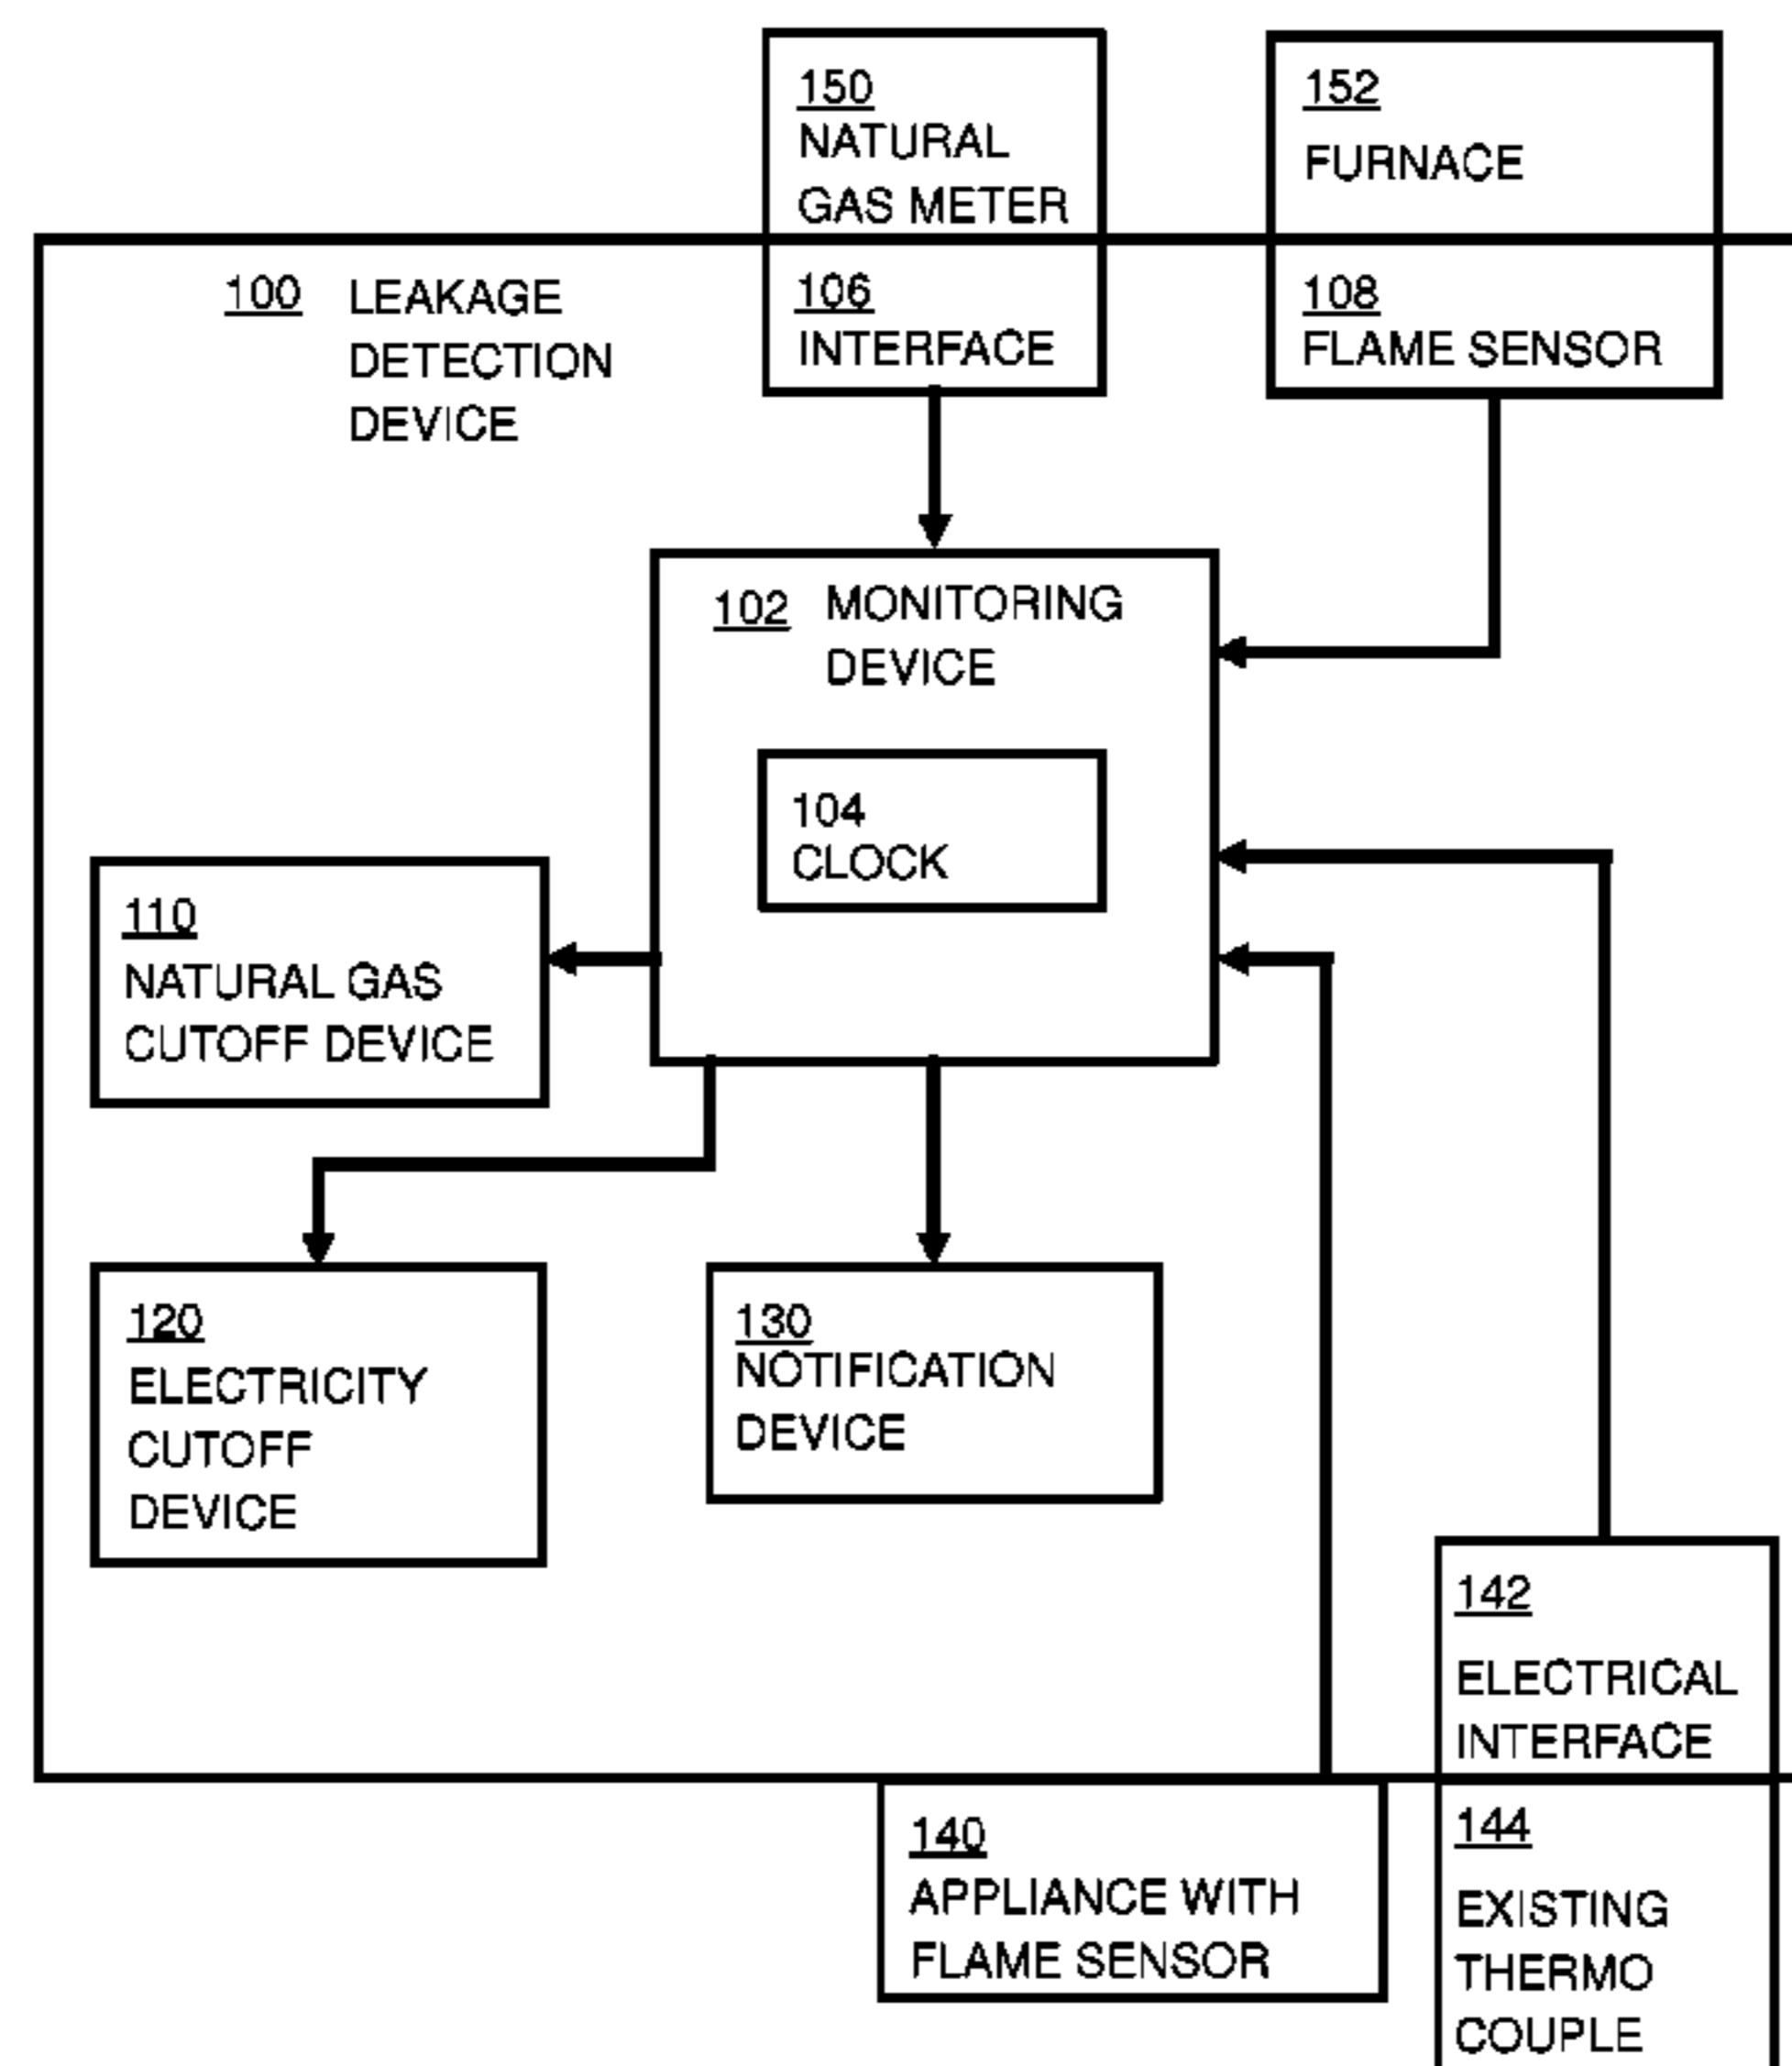 150
NATURAL
GAS METER
152
FURNACE
100 LEAKAGE
DETECTION
DEVICE
106
INTERFACE
108
FLAME SENSOR
102 MONITORING
DEVICE
104
CLOCK
110
NATURAL GAS
CUTOFF DEVICE
120
ELECTRICITY
CUTOFF
DEVICE
130
NOTIFICATION
DEVICE
142
ELECTRICAL
INTERFACE
140
APPLIANCE WITH
FLAME SENSOR
144
EXISTING
THERMO
COUPLE